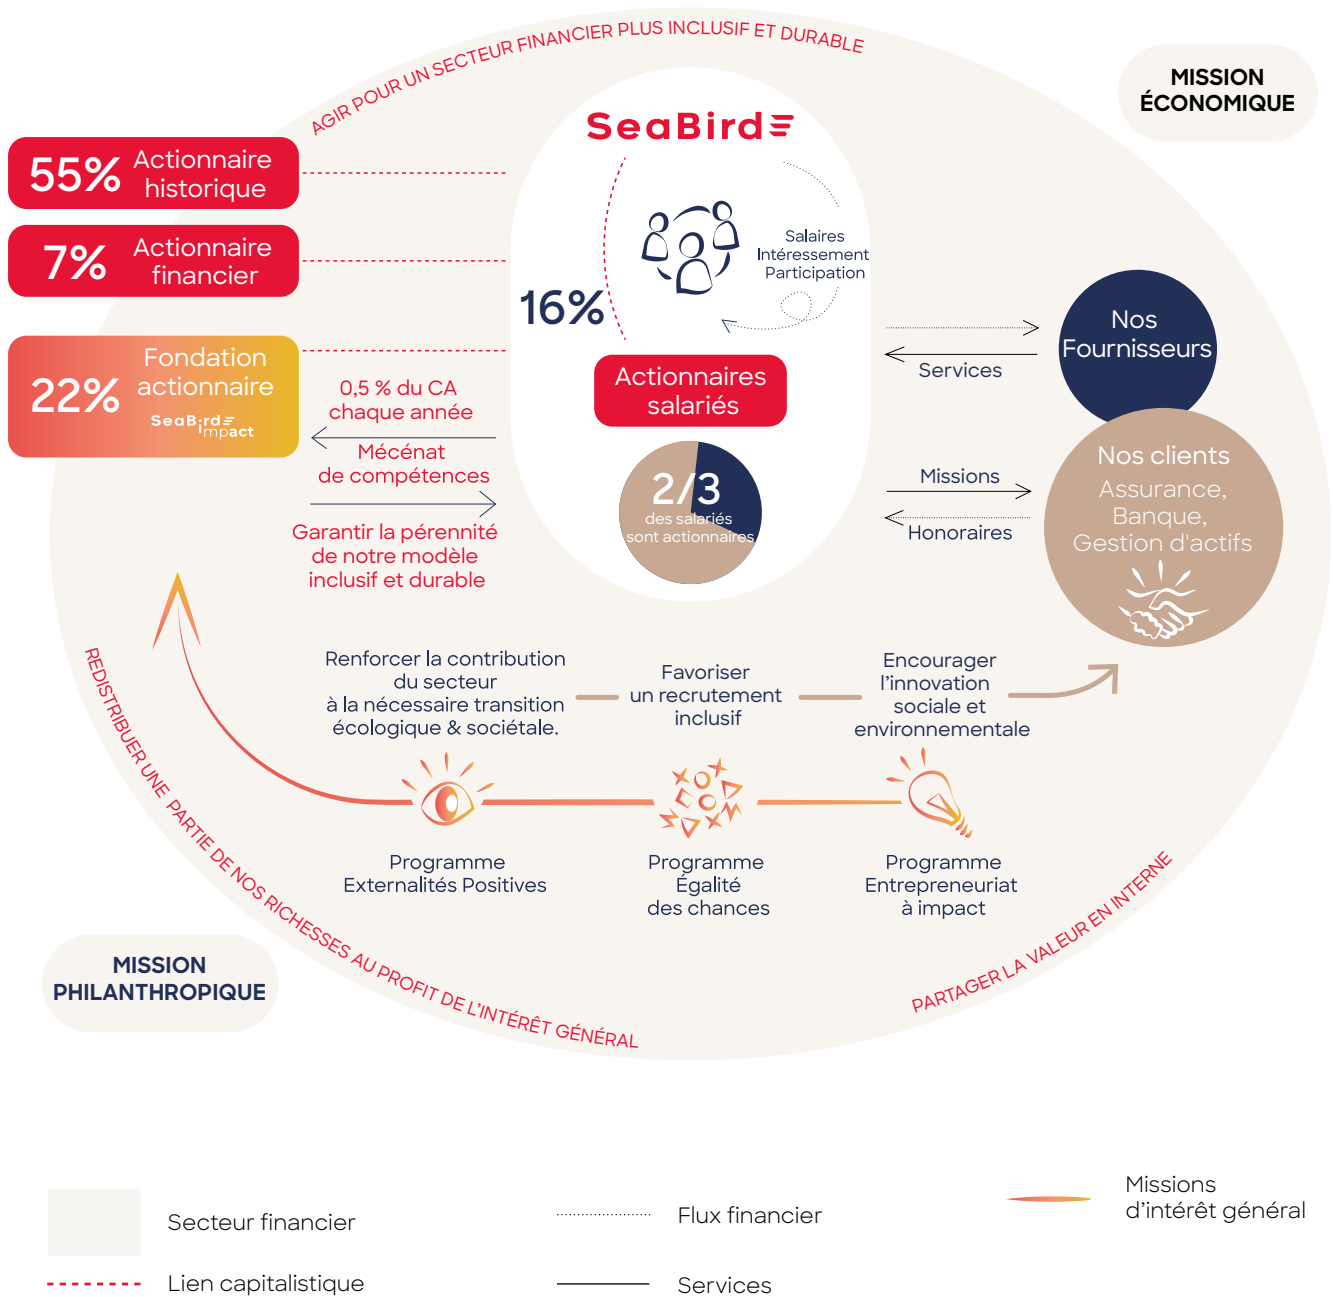 AGIR POUR UN SECTEUR FINANCIER PLUS INCLUSIF ET DURABLE
MISSION
ÉCONOMIQUE
SeaBird
55%
Actionnaire
historique
7%
Actionnaire
financier
22%
Fondation
actionnaire
SeaBird
impact
0,5 % du CA
chaque année
Mécénat
de compétences
Garantir la pérennité
de notre modèle
inclusif et durable
Salaires
Intéressement
Participation
16%
Actionnaires
salariés
2/3
des salariés
sont actionnaires
Nos
Fournisseurs
Services
Missions
Honoraires
Nos clients
Assurance,
Banque,
Gestion d'actifs
Renforcer la contribution
du secteur
à la nécessaire transition
écologique & sociétale.
Favoriser
un recrutement
inclusif
Encourager
l'innovation
sociale et
environnementale
Programme
Externalités Positives
Programme
Égalité
des chances
Programme
Entrepreneuriat
à impact
REDISTRIBUER UNE PARTIE DE NOS RICHESSES AU PROFIT DE L'INTÉRÊT GÉNÉRAL
PARTAGER LA VALEUR EN INTERNE
MISSION
PHILANTHROPIQUE
Secteur financier
Flux financier
Missions
d'intérêt général
Lien capitalistique
Services